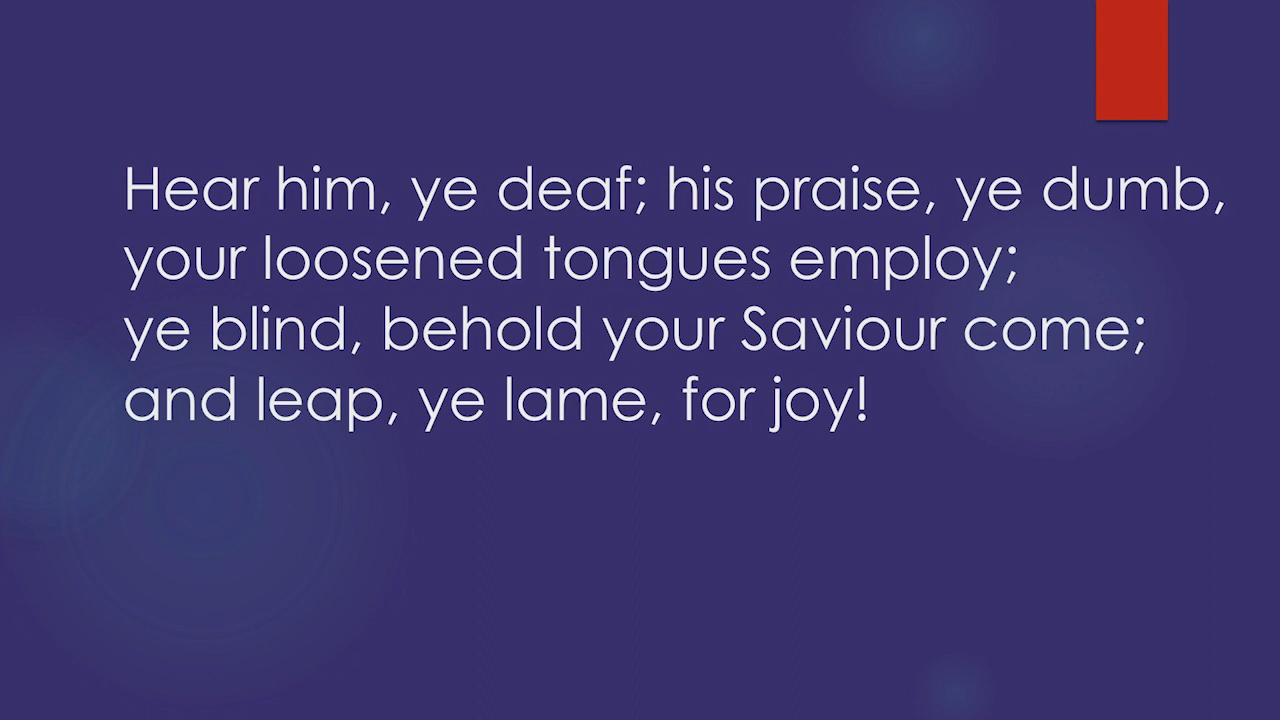 Hear him, ye deaf; his praise, ye dumb,
your loosened tongues employ;
ye blind, behold your Saviour come;
and leap, ye lame, for joy!